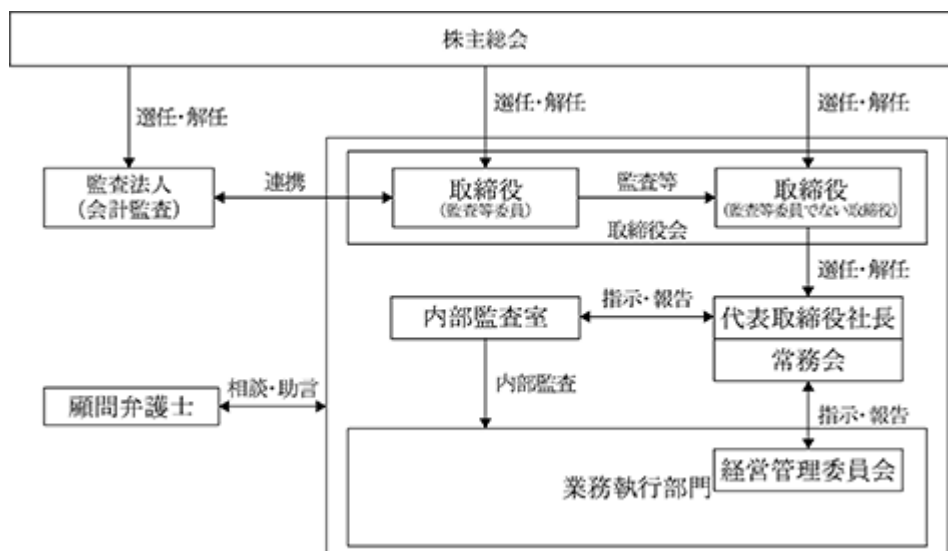 株主総会
選任・解任
選任・解任
選任・解任
監査法人
(会計監査)
連携
取締役
(監査等委員)
監査等
取締役
(監査等委員でない取締役)
取締役会
選任・解任
内部監査室
指示・報告
代表取締役社長
常務会
顧問弁護士
相談・助言
内部監査
指示・報告
業務執行部門
経営管理委員会